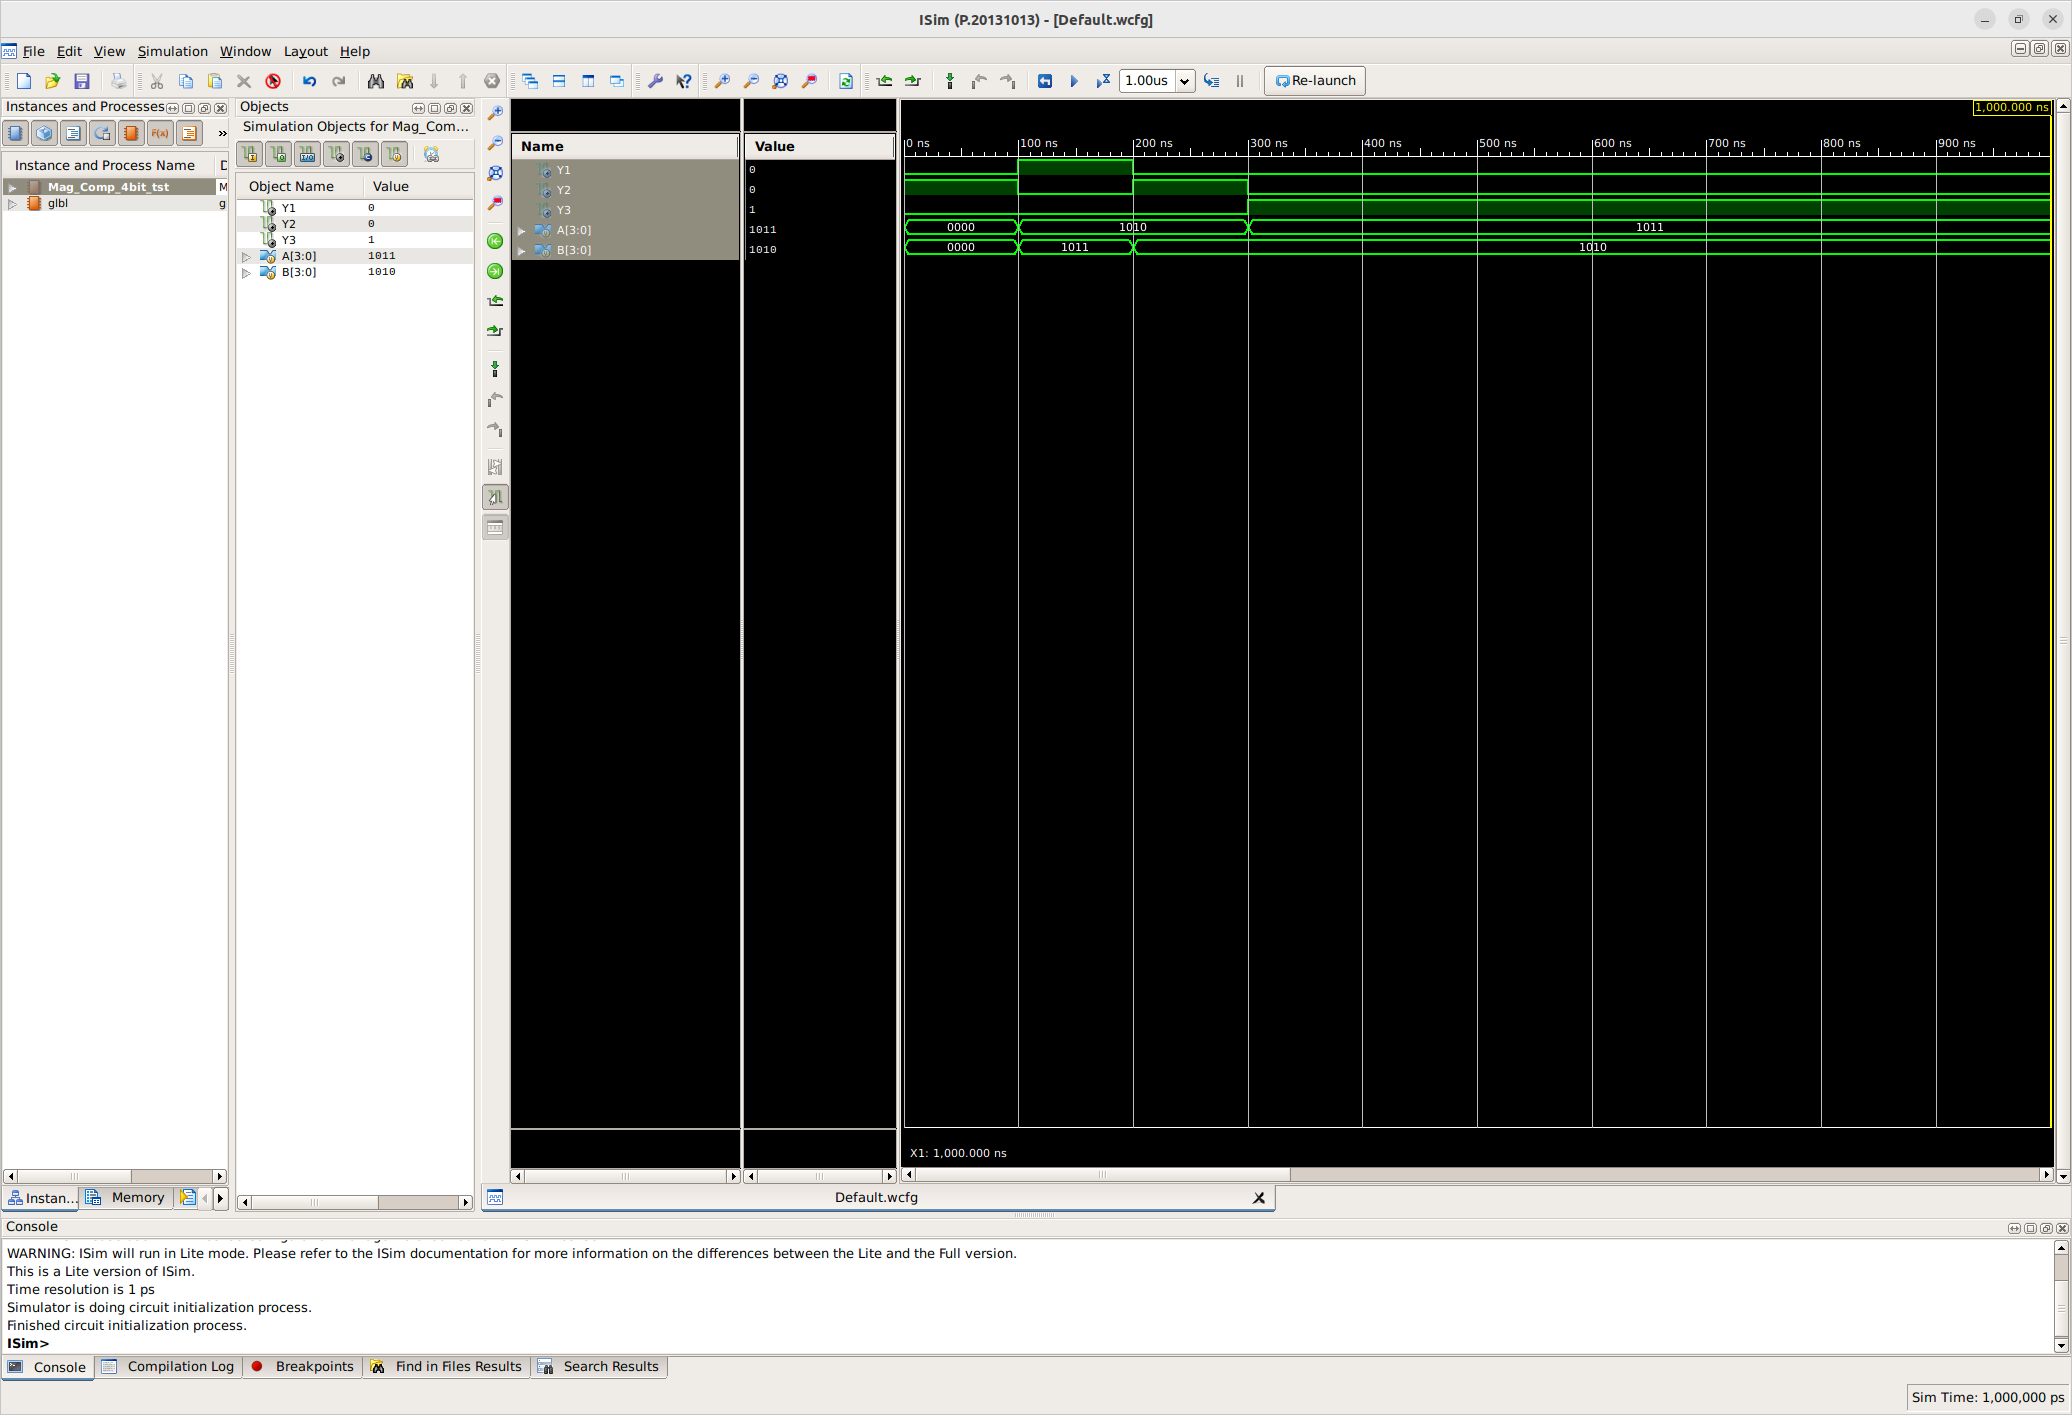 ISim (P.20131013) - [Default.wcfg]
File Edit View Simulation Window Layout Help
1.00us Re-launch
Instances and Processes
Instance and Process Name D
Mag_Comp_4bit_tst M
glbl g
Instan... Memory
Objects
Simulation Objects for Mag_Com...
Object Name Value
Y1 0
Y2 0
Y3 1
A[3:0] 1011
B[3:0] 1010
Name Value
Y1 0
Y2 0
Y3 1
A[3:0] 1011
B[3:0] 1010
1,000.000 ns
0 ns 100 ns 200 ns 300 ns 400 ns 500 ns 600 ns 700 ns 800 ns 900 ns
0000 1010 1011
0000 1011 1010
X1: 1,000.000 ns
Default.wcfg
Console
WARNING: ISim will run in Lite mode. Please refer to the ISim documentation for more information on the differences between the Lite and the Full version.
This is a Lite version of ISim.
Time resolution is 1 ps
Simulator is doing circuit initialization process.
Finished circuit initialization process.
ISim>
Console Compilation Log Breakpoints Find in Files Results Search Results
Sim Time: 1,000,000 ps